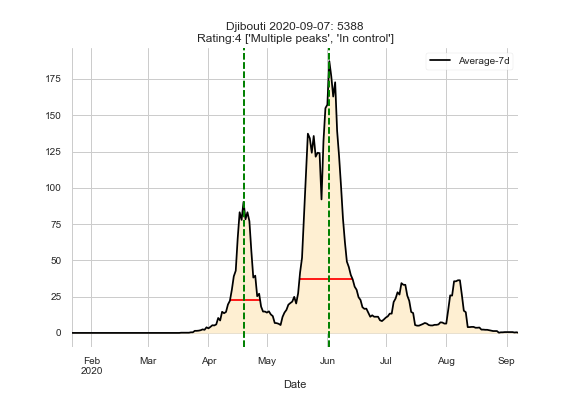 Djibouti 2020-09-07: 5388
Rating:4 ['Multiple peaks', 'In control']
Average-7d
175
150
125
100
75
50
25
0
Feb Mar Apr May Jun Jul Aug Sep
2020
Date